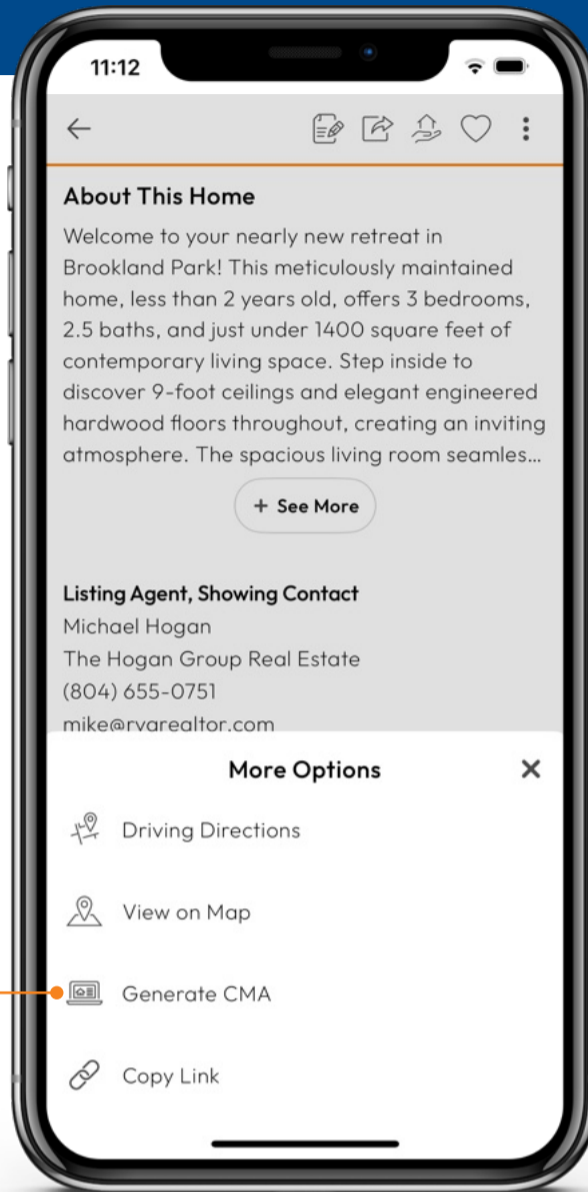 11:12
About This Home
Welcome to your nearly new retreat in
Brookland Park! This meticulously maintained
home, less than 2 years old, offers 3 bedrooms,
2.5 baths, and just under 1400 square feet of
contemporary living space. Step inside to
discover 9-foot ceilings and elegant engineered
hardwood floors throughout, creating an inviting
atmosphere. The spacious living room seamles...
+ See More
Listing Agent, Showing Contact
Michael Hogan
The Hogan Group Real Estate
(804) 655-0751
mike@rvarealtor.com
More Options
Driving Directions
View on Map
Generate CMA
Copy Link